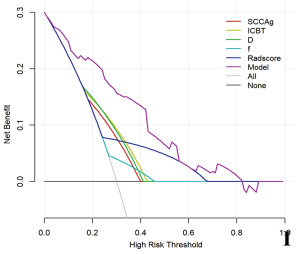 0.3
0.2
0.1
0.0
Net Benefit
SCCAg
ICBT
D
f
Radscore
Model
All
None
0.0 0.2 0.4 0.6 0.8 1.0
High Risk Threshold
I